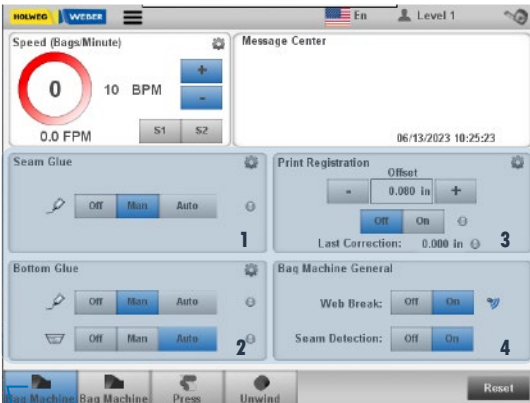 HOLWEG WEBER
En
Level 1
Speed (Bags/Minute)
0
10 BPM
+
-
0.0 FPM
S1 S2
Message Center
06/13/2023 10:25:23
Seam Glue
Off Man Auto
1
Print Registration
Offset
- 0.000 in +
Off On
Last Correction: 0.000 in
3
Bottom Glue
Off Man Auto
Off Man Auto
2
Bag Machine General
Web Break: Off On
Seam Detection: Off On
4
Bag Machine
Bag Machine
Press
Unwind
Reset